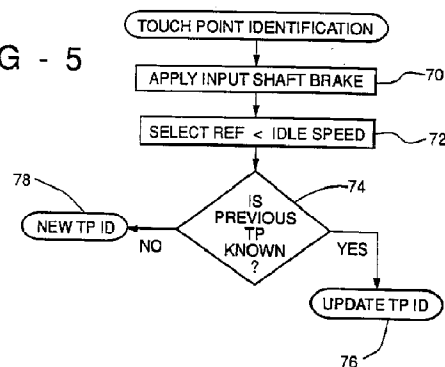 TOUCH POINT IDENTIFICATION
G - 5
APPLY INPUT SHAFT BRAKE
70
SELECT REF < IDLE SPEED
72
78
74
IS
PREVIOUS
TP
KNOWN
?
NEW TP ID
NO
YES
UPDATE TP ID
76